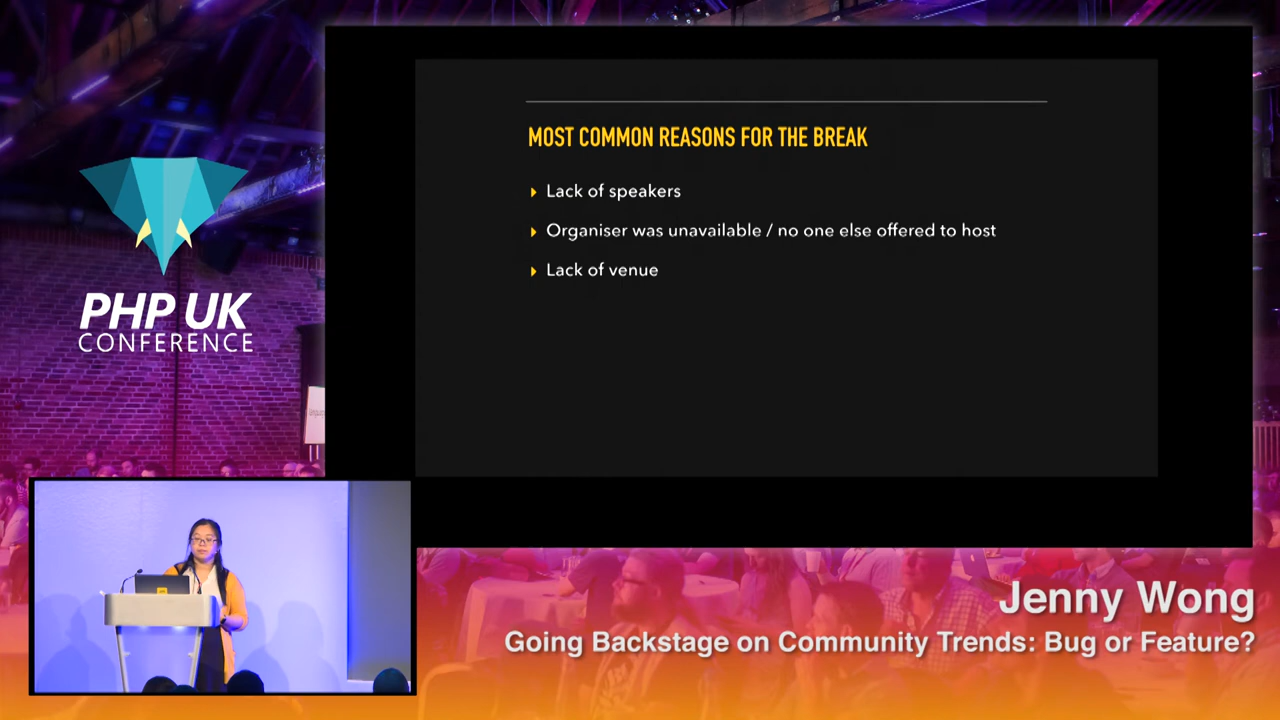 MOST COMMON REASONS FOR THE BREAK
Lack of speakers
Organiser was unavailable / no one else offered to host
Lack of venue
PHP UK
CONFERENCE
Jenny Wong
Going Backstage on Community Trends: Bug or Feature?